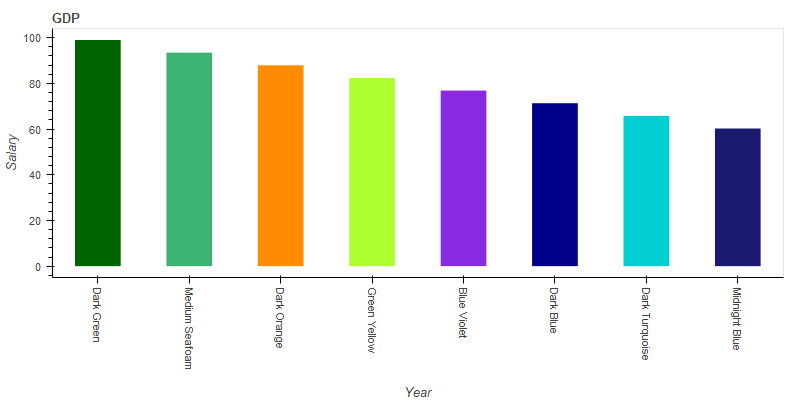 GDP
Salary
100
80
60
40
20
0
Dark Green
Medium Seafoam
Dark Orange
Green Yellow
Blue Violet
Dark Blue
Dark Turquoise
Midnight Blue
Year